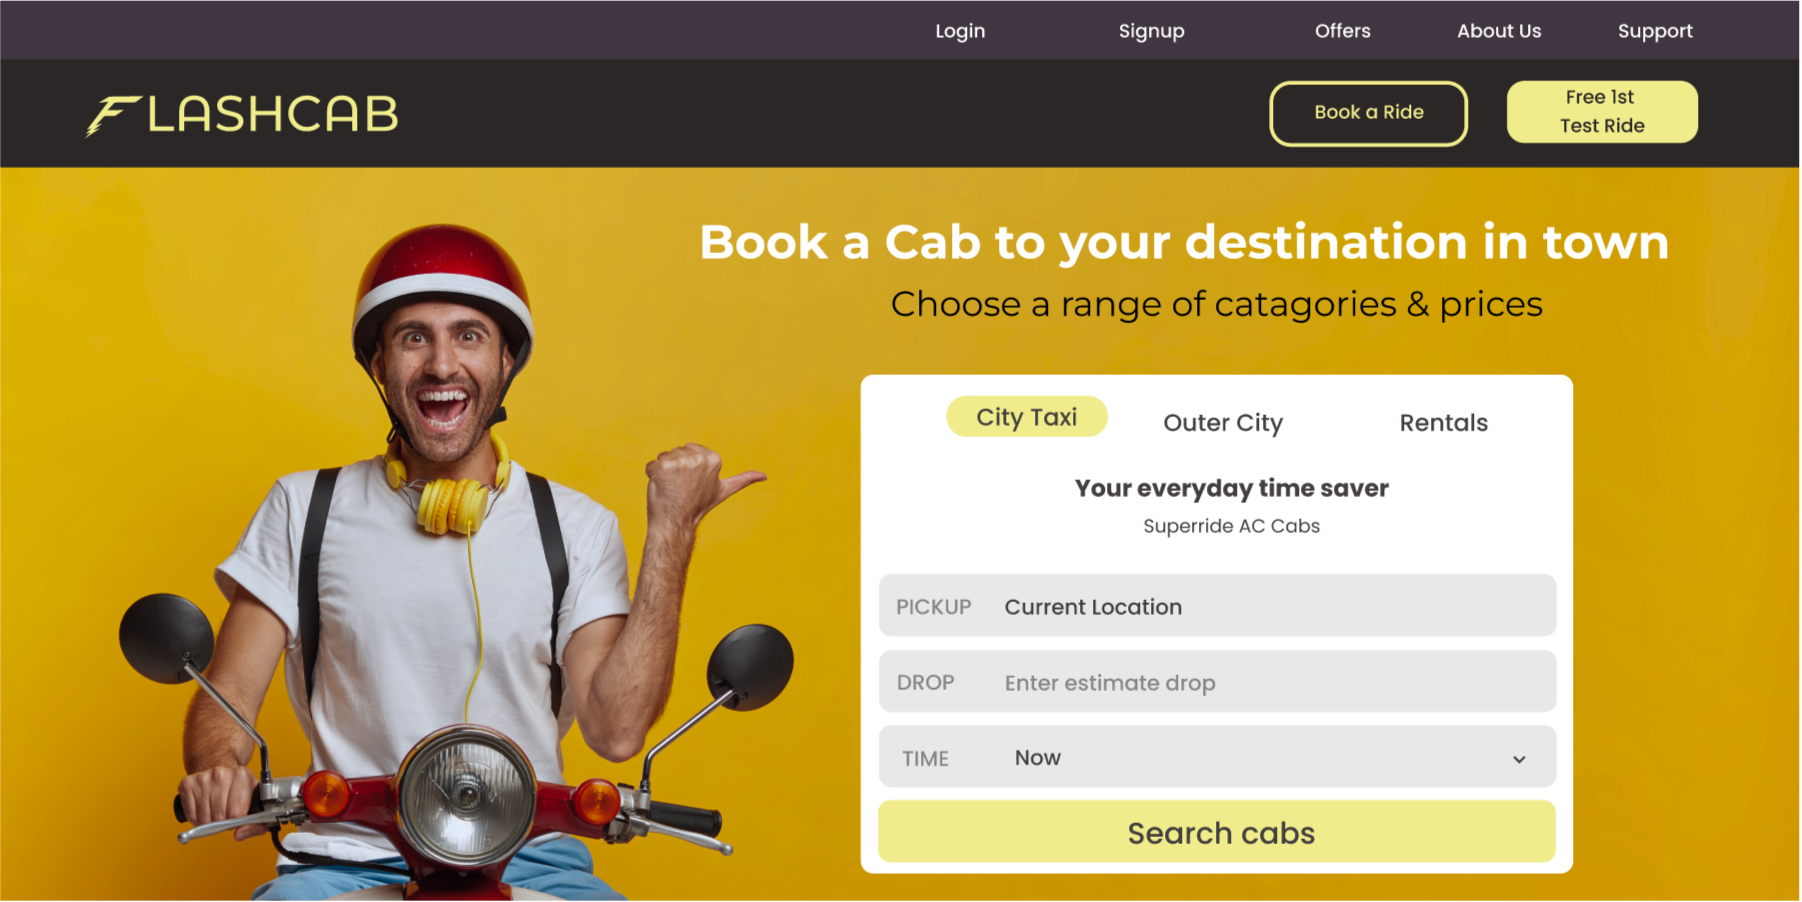 Login Signup Offers About Us Support
FLASHCAB
Book a Ride
Free 1st
Test Ride
Book a Cab to your destination in town
Choose a range of catagories & prices
City Taxi Outer City Rentals
Your everyday time saver
Superride AC Cabs
PICKUP Current Location
DROP Enter estimate drop
TIME Now
Search cabs